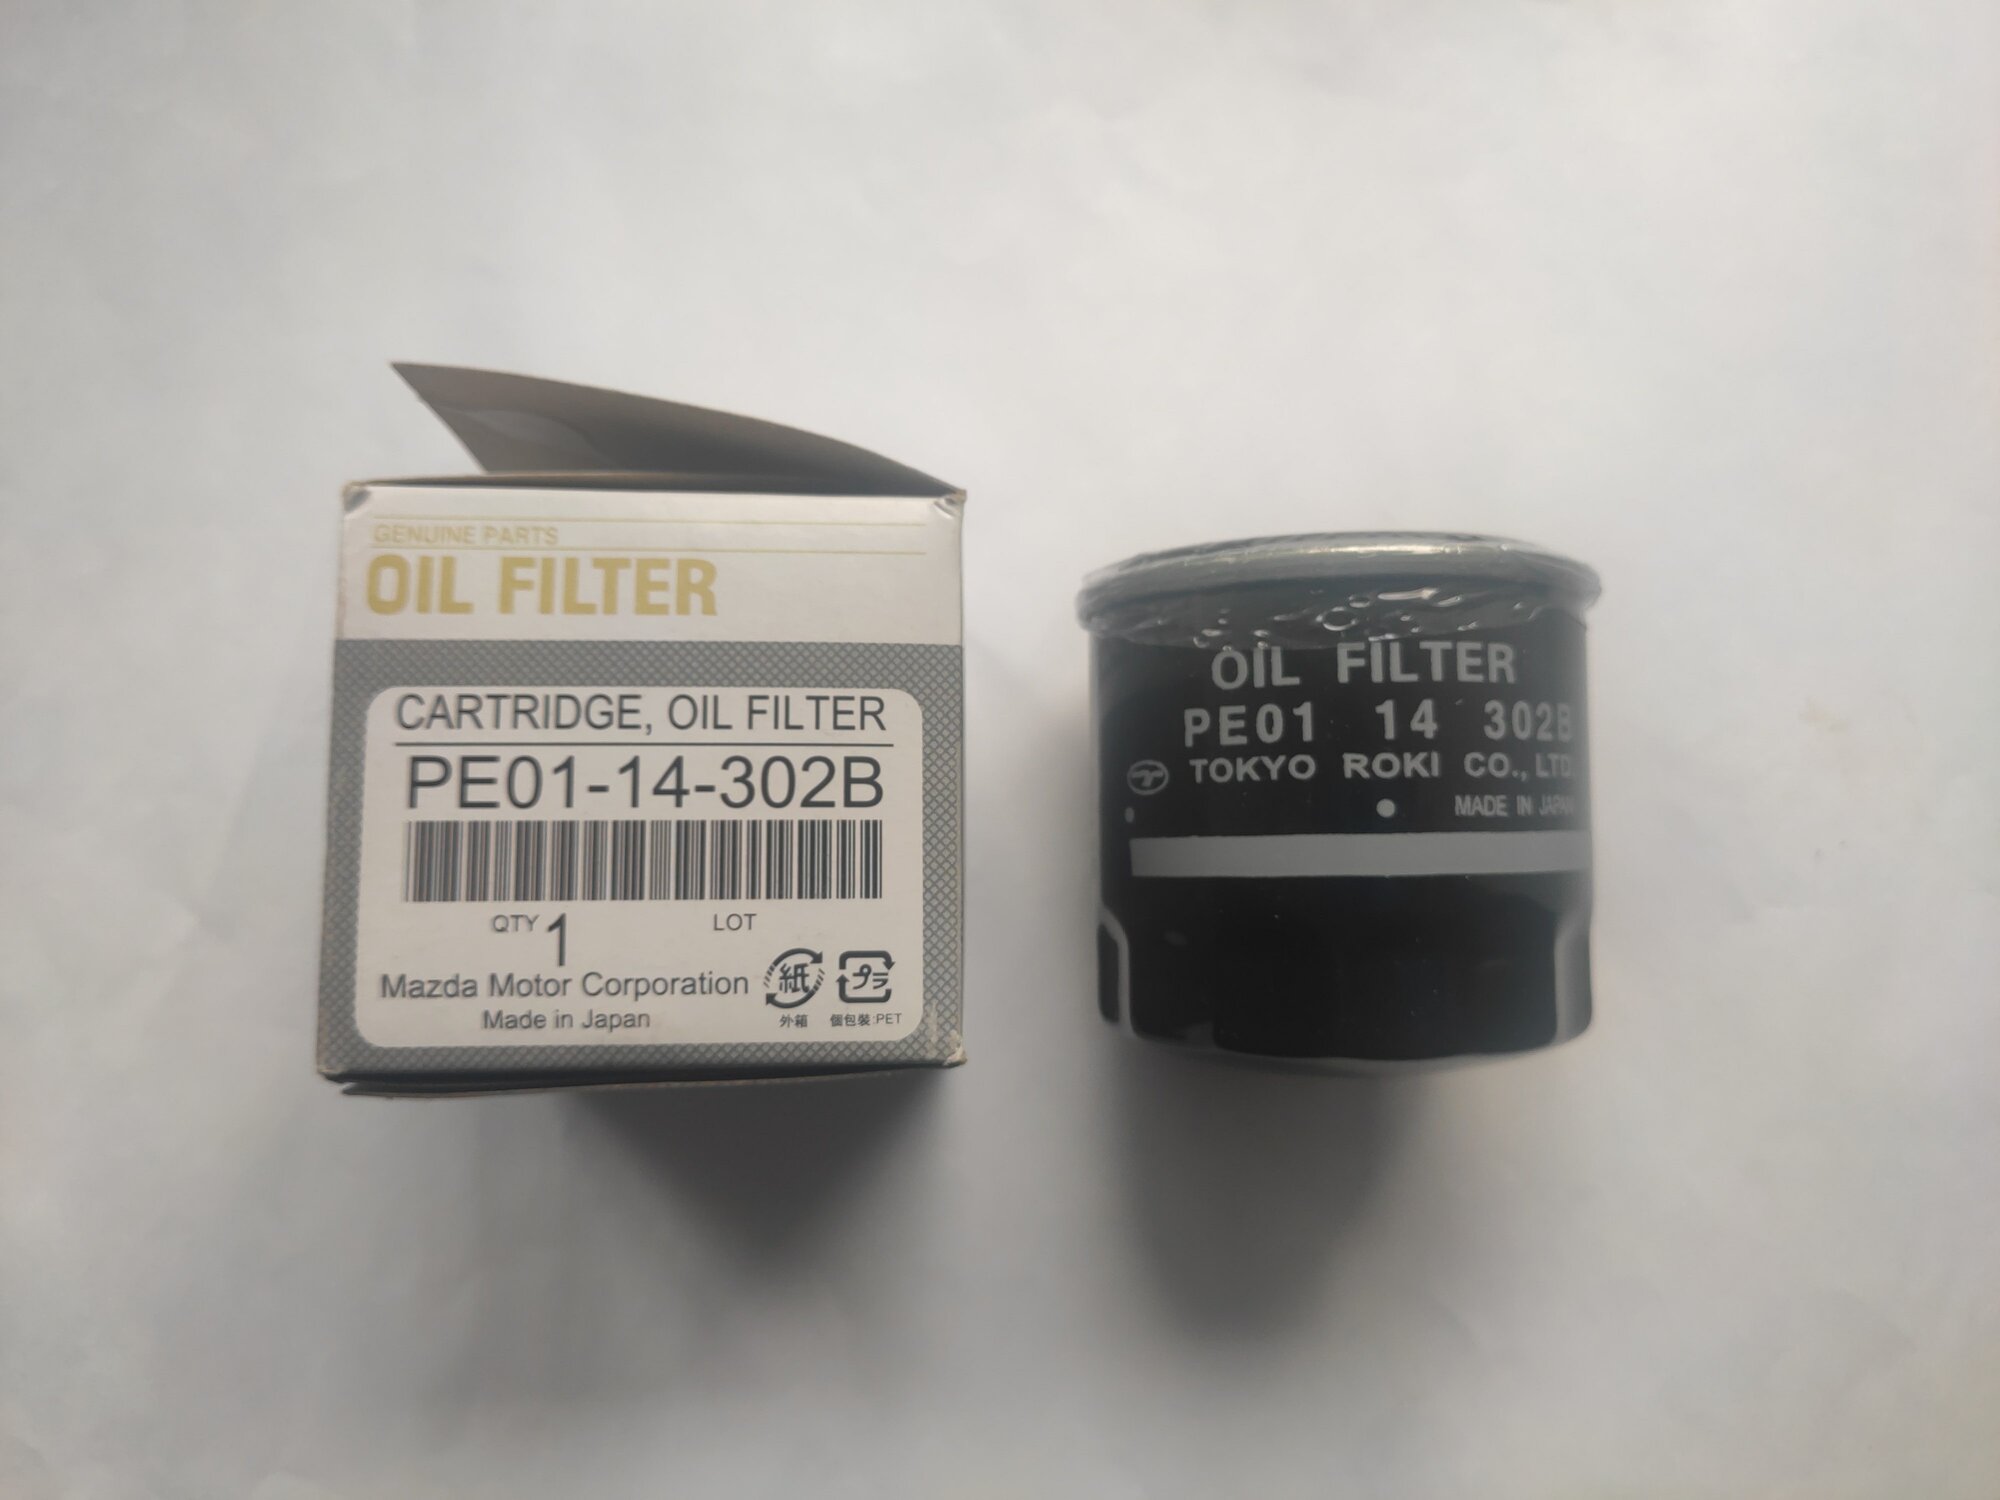 GENUINE PARTS
OIL FILTER
CARTRIDGE, OIL FILTER
PE01-14-302B
QTY 1 LOT
Mazda Motor Corporation
紙 プラ
Made in Japan
外箱 個包装:PET
OIL FILTER
PE01 14 302B
TOKYO ROKI CO., LTD.
MADE IN JAPAN